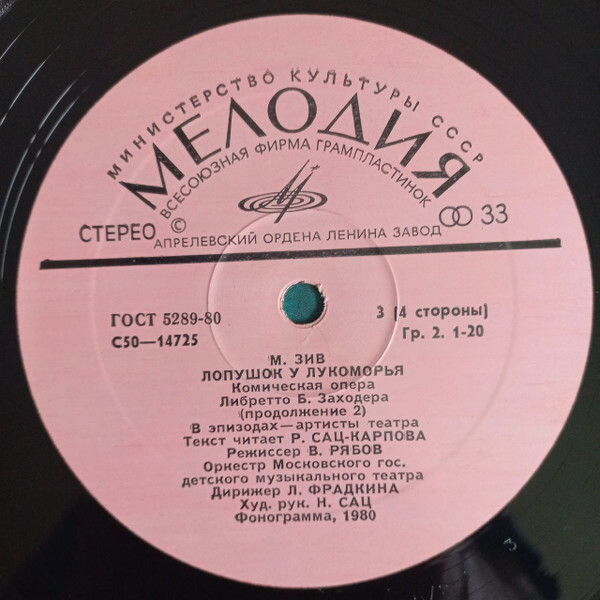 МИНИСТЕРСТВО КУЛЬТУРЫ СССР
МЕЛОДИЯ
ВСЕСОЮЗНАЯ ФИРМА ГРАМПЛАСТИНОК
СТЕРЕО © 33
АПРЕЛЕВСКИЙ ОРДЕНА ЛЕНИНА ЗАВОД
ГОСТ 5289-80 3 (4 стороны)
С50—14725 Гр. 2. 1-20
М. ЗИВ
ЛОПУШОК У ЛУКОМОРЬЯ
Комическая опера
Либретто Б. Заходера
(продолжение 2)
В эпизодах—артисты театра
Текст читает Р. САЦ-КАРПОВА
Режиссер В. РЯБОВ
Оркестр Московского гос.
детского музыкального театра
Дирижер Л. ФРАДКИНА
Худ. рук. Н. САЦ
Фонограмма, 1980
3